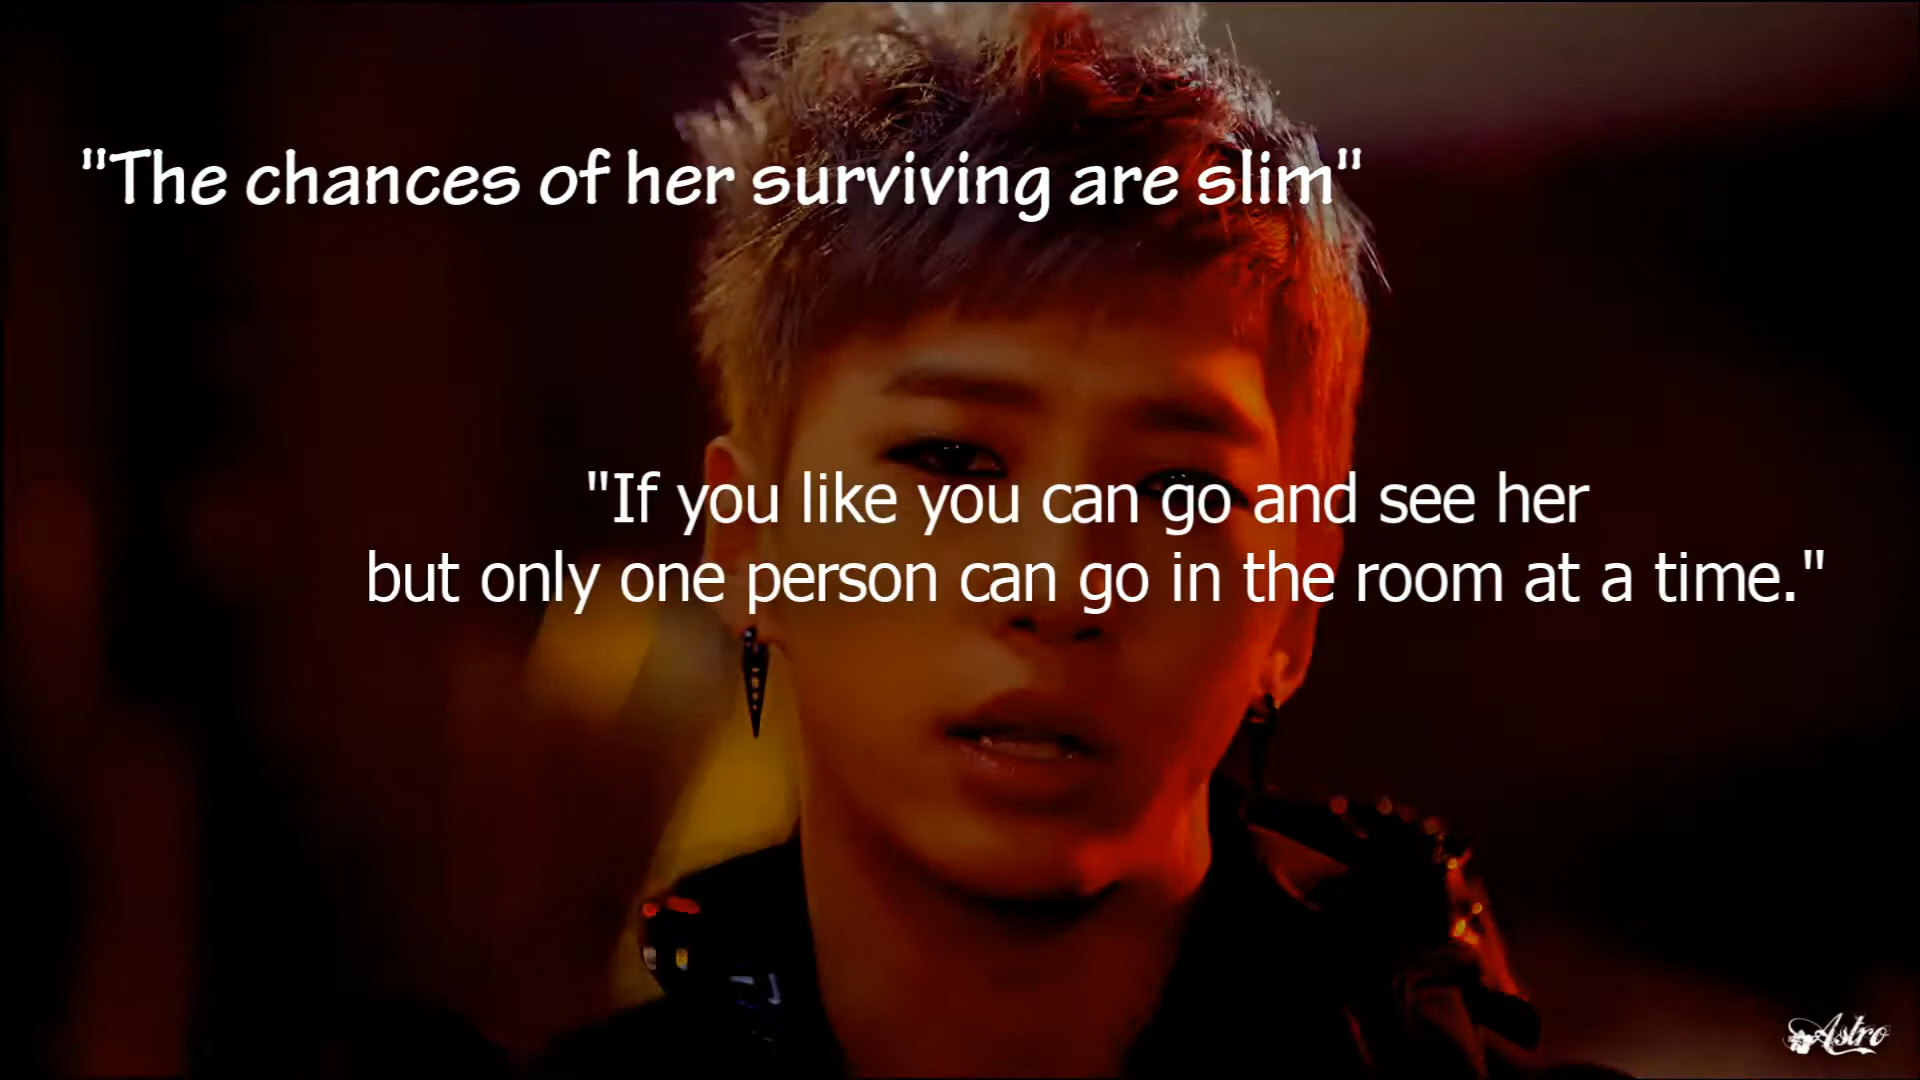 "The chances of her surviving are slim"
"If you like you can go and see her
but only one person can go in the room at a time."
Astro